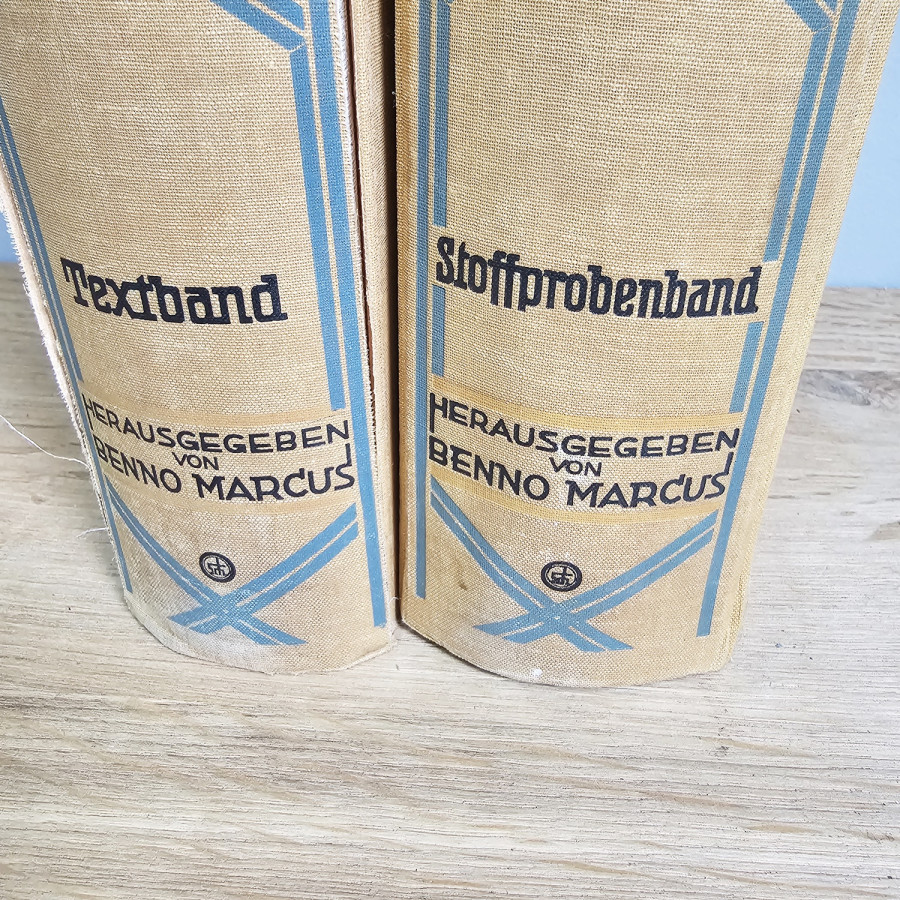 Textband
HERAUSGEGEBEN
VON
BENNO MARCUS
Stoffprobenband
HERAUSGEGEBEN
VON
BENNO MARCUS